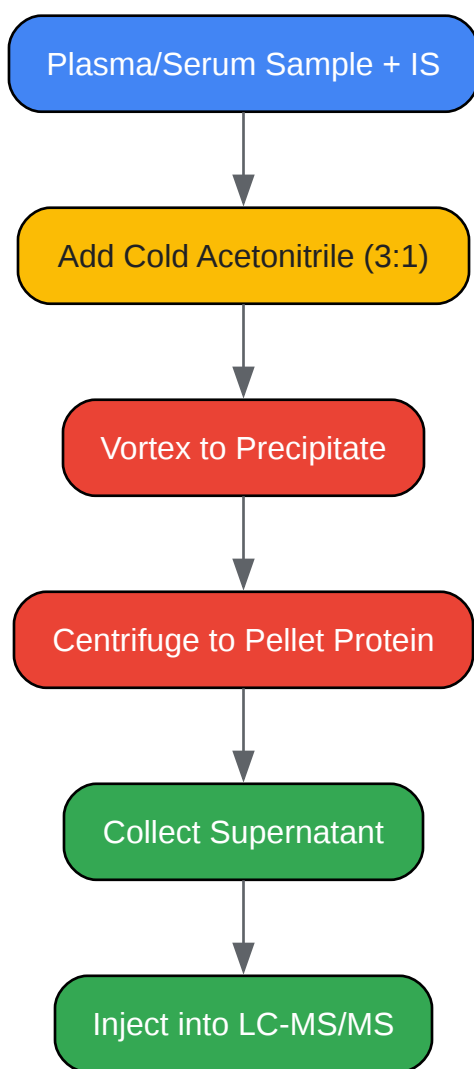 Plasma/Serum Sample + IS
Add Cold Acetonitrile (3:1)
Vortex to Precipitate
Centrifuge to Pellet Protein
Collect Supernatant
Inject into LC-MS/MS